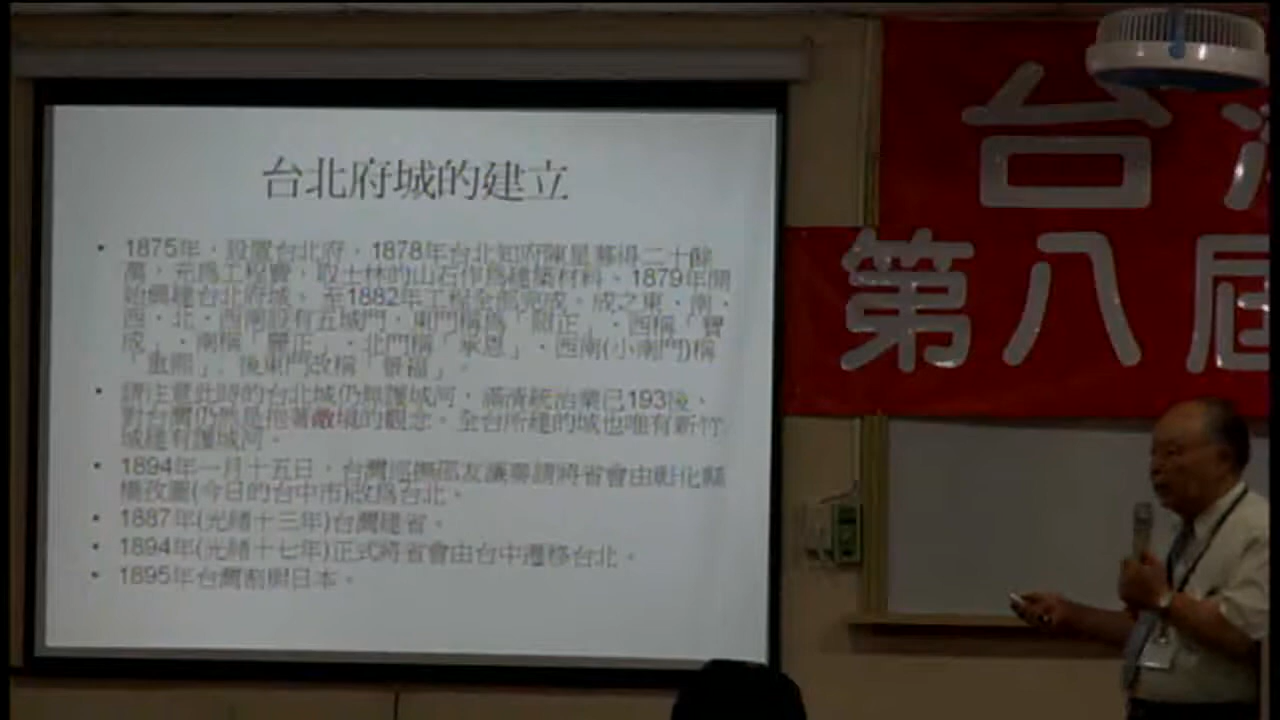 台北府城的建立
• 1875年，設置台北府，1878年台北知府陳星聚得二十餘
萬，充為工程費，取士林的山石作為建築材料。1879年開
始興建台北府城，至1882年工程全部完成。成之東、南、
西、北、西南設有五城門，東門稱為「照正」、西稱「寶
成」、南稱「麗正」、北門稱「承恩」、西南(小南門)稱
「重熙」，後東門改稱「景福」。
• 請注意此時的台北城仍無護城河，滿清統治業已193後，
對台灣仍然是抱著敵境的觀念。全台所建的城也唯有新竹
城建有護城河。
• 1894年一月十五日，台灣巡撫邵友濂奏請將省會由彰化縣
橋孜圖(今日的台中市)改為台北。
• 1887年(光緒十三年)台灣建省。
• 1894年(光緒十七年)正式將省會由台中遷移台北。
• 1895年台灣割與日本。
台
第八屆